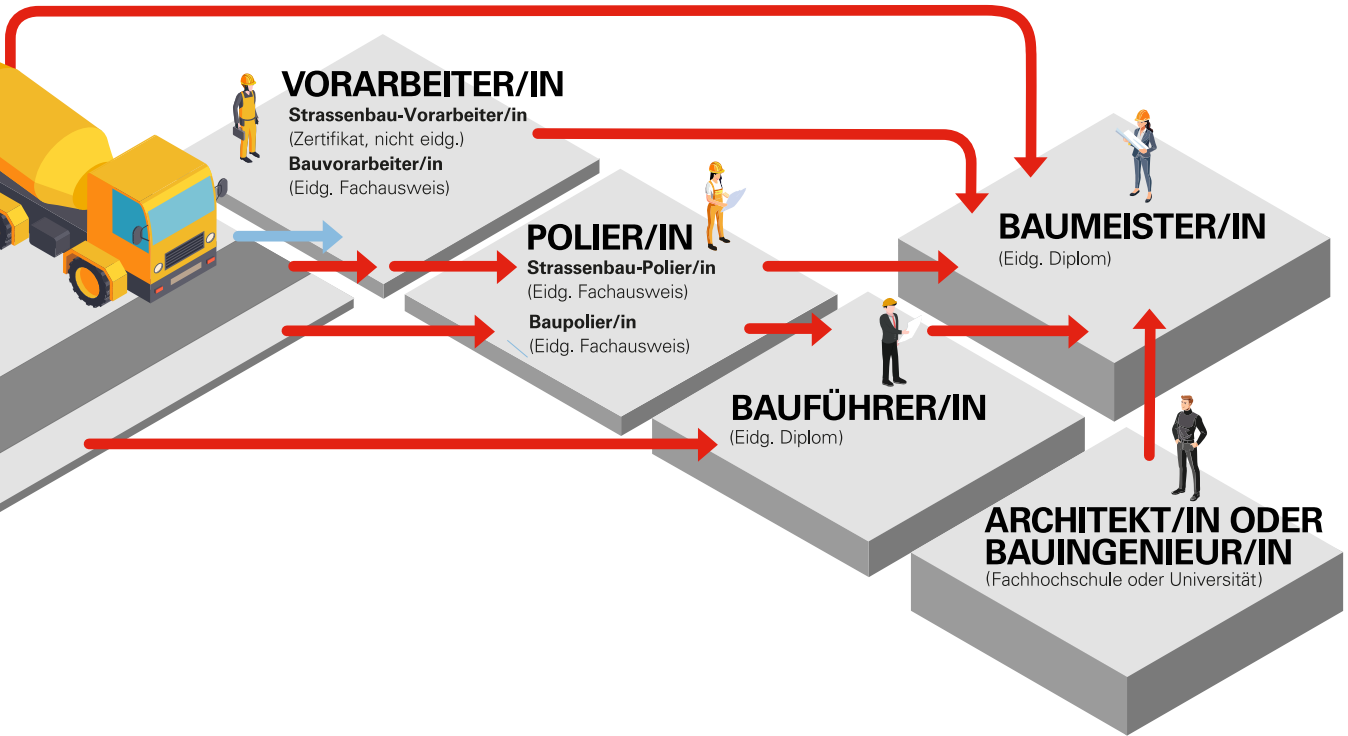 VORARBEITER/IN
Strassenbau-Vorarbeiter/in
(Zertifikat, nicht eidg.)
Bauvorarbeiter/in
(Eidg. Fachausweis)
POLIER/IN
Strassenbau-Polier/in
(Eidg. Fachausweis)
Baupolier/in
(Eidg. Fachausweis)
BAUMEISTER/IN
(Eidg. Diplom)
BAUFÜHRER/IN
(Eidg. Diplom)
ARCHITEKT/IN ODER
BAUINGENIEUR/IN
(Fachhochschule oder Universität)